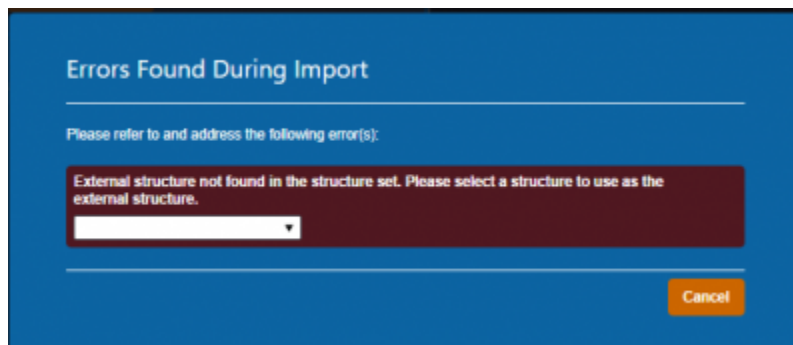 Errors Found During Import
Please refer to and address the following error(s):
External structure not found in the structure set. Please select a structure to use as the
external structure.
Cancel